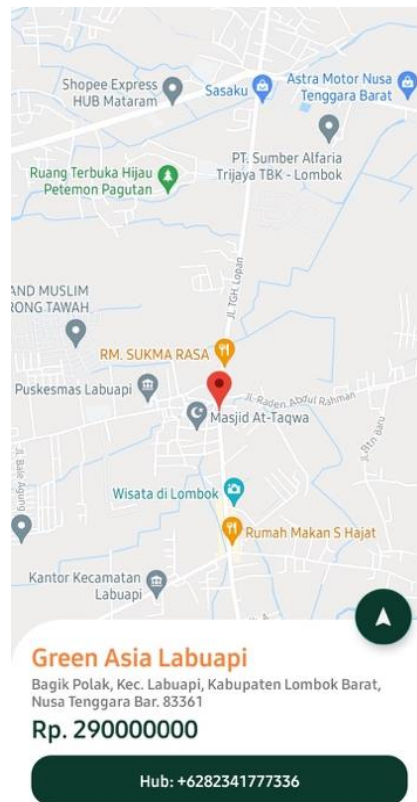 Shopee Express
HUB Mataram
Sasaku
Astra Motor Nusa
Tenggara Barat
PT. Sumber Alfaria
Trijaya TBK - Lombok
Ruang Terbuka Hijau
Petemon Pagutan
JL. TGH. Lopan
AND MUSLIM
RONG TAWAH
RM. SUKMA RASA
Puskesmas Labuapi
JL. Raden Abdul Rahman
Masjid At-Taqwa
JL. Bale Agung
Wisata di Lombok
Rumah Makan S Hajat
Kantor Kecamatan
Labuapi
Green Asia Labuapi
Bagik Polak, Kec. Labuapi, Kabupaten Lombok Barat,
Nusa Tenggara Bar. 83361
Rp. 290000000
Hub: +6282341777336